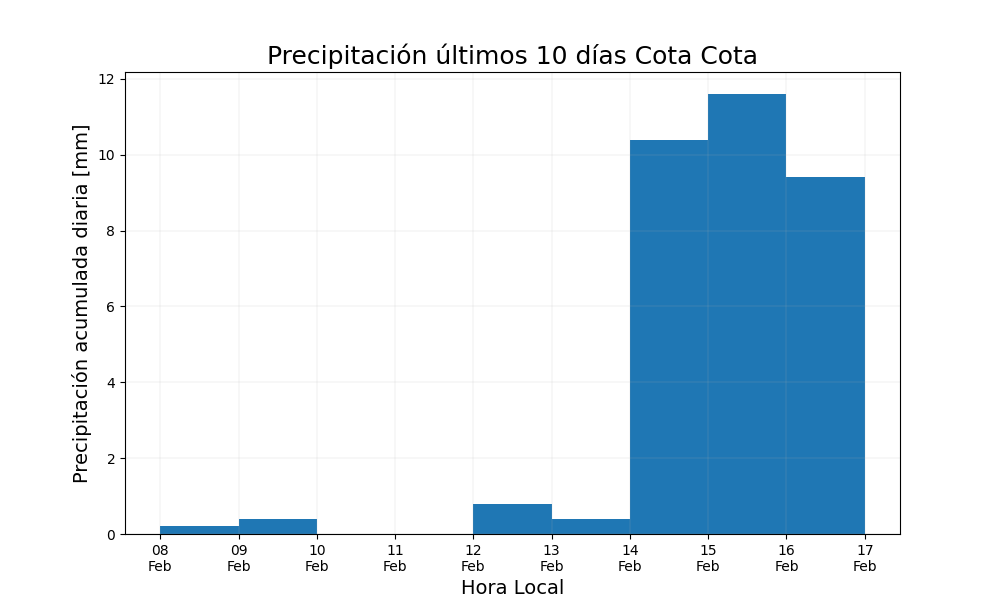 Precipitación últimos 10 días Cota Cota
Precipitación acumulada diaria [mm]
12
10
8
6
4
2
0
08 09 10 11 12 13 14 15 16 17
Feb Feb Feb Feb Feb Feb Feb Feb Feb Feb
Hora Local